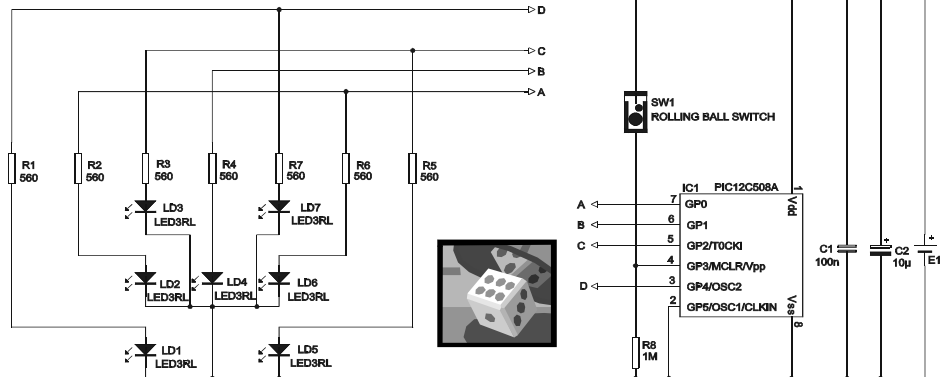 D
C
B
A
SW1
ROLLING BALL SWITCH
R1
560
R2
560
R3
560
R4
560
R7
560
R6
560
R5
560
LD3
LED3RL
LD7
LED3RL
LD2
LED3RL
LD4
LED3RL
LD6
LED3RL
LD1
LED3RL
LD5
LED3RL
IC1 PIC12C508A
A 7 GP0
B 6 GP1
C 5 GP2/T0CKI
4 GP3/MCLR/Vpp
D 3 GP4/OSC2
2 GP5/OSC1/CLKIN
1
Vdd
Vss
8
R8
1M
C1
100n
+
C2
10µ
+
E1